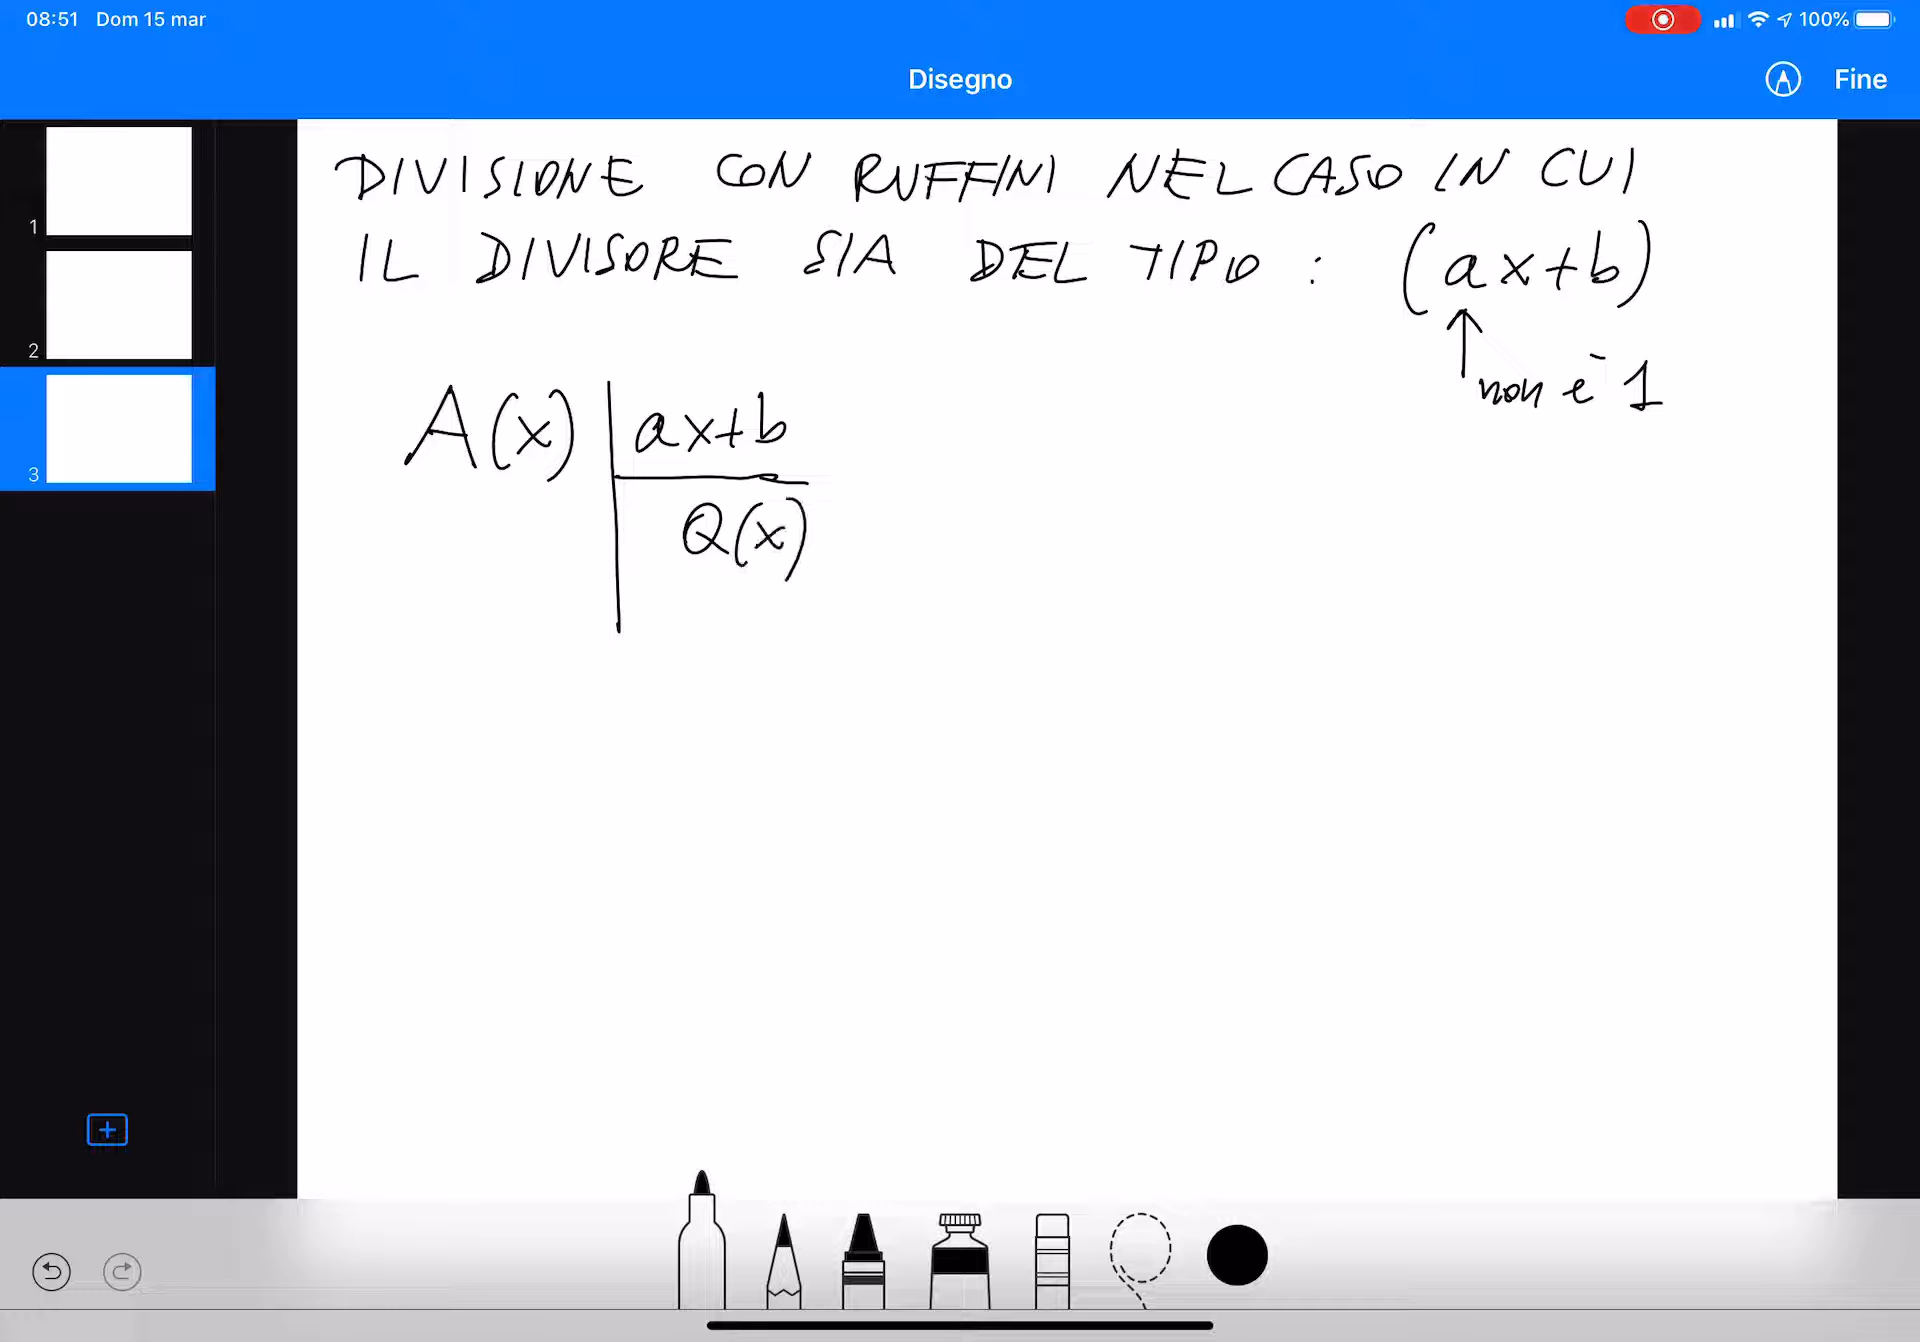 08:51 Dom 15 mar
100%
Disegno
Fine
1
2
3
DIVISIONE CON RUFFINI NEL CASO IN CUI
IL DIVISORE SIA DEL TIPO : (ax+b)
non è 1
A(x) ax+b
Q(x)